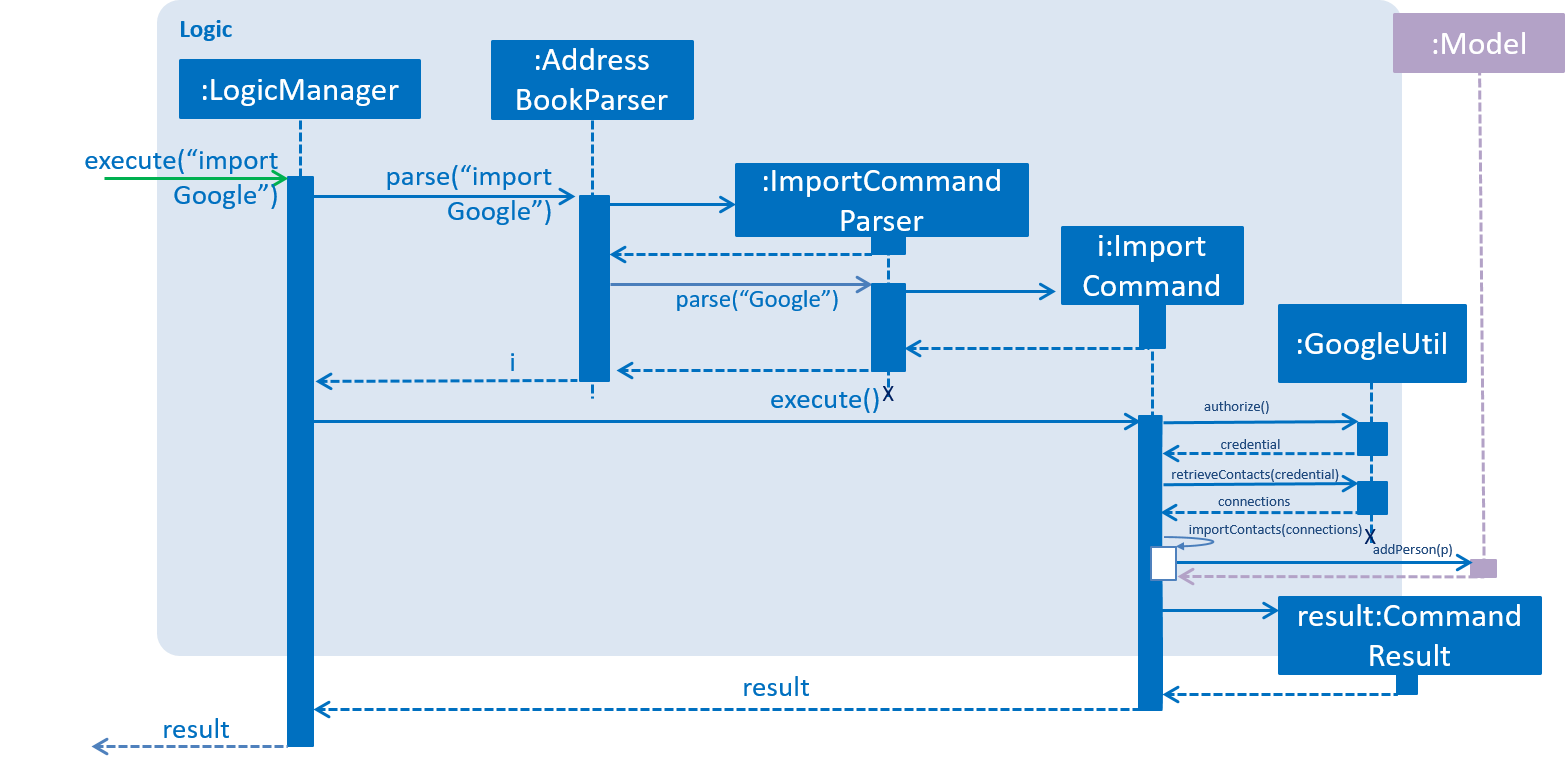 Logic
:Model
:Address
BookParser
:LogicManager
execute(“import
Google”)
parse(“import
Google”)
:ImportCommand
Parser
i:Import
Command
parse(“Google”)
:GoogleUtil
i
execute()
X
authorize()
credential
retrieveContacts(credential)
connections
importContacts(connections)
X
addPerson(p)
result:Command
Result
result
result